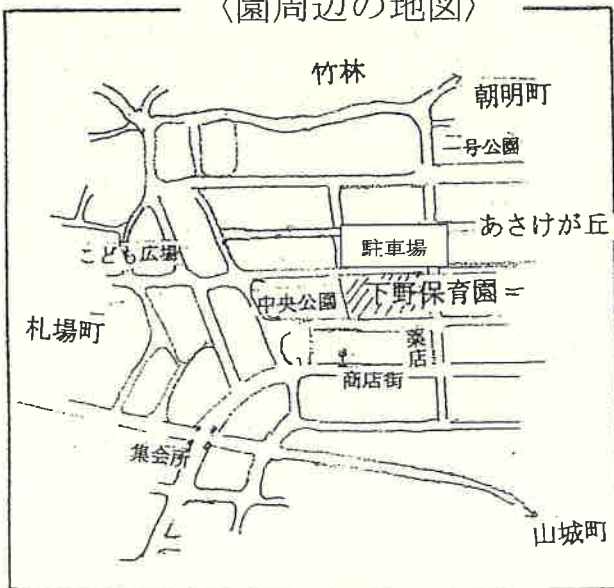 〈園周辺の地図〉
竹林
朝明町
一号公園
あさけが丘
駐車場
こども広場
中央公園
下野保育園
札場町
薬店
商店街
集会所
山城町